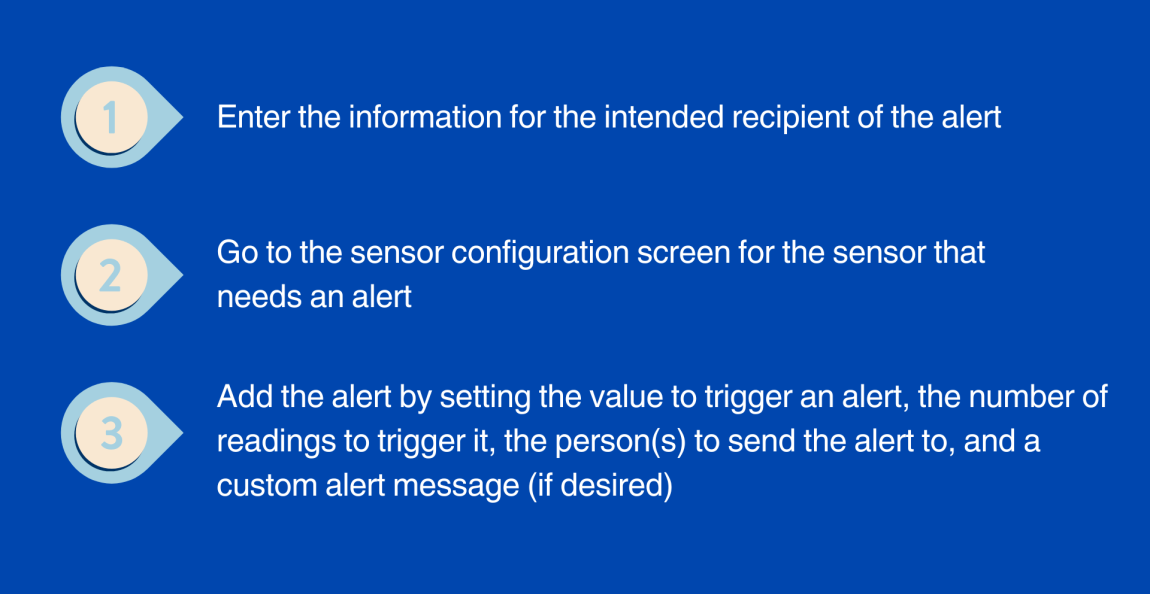 1
Enter the information for the intended recipient of the alert
2
Go to the sensor configuration screen for the sensor that
needs an alert
3
Add the alert by setting the value to trigger an alert, the number of
readings to trigger it, the person(s) to send the alert to, and a
custom alert message (if desired)